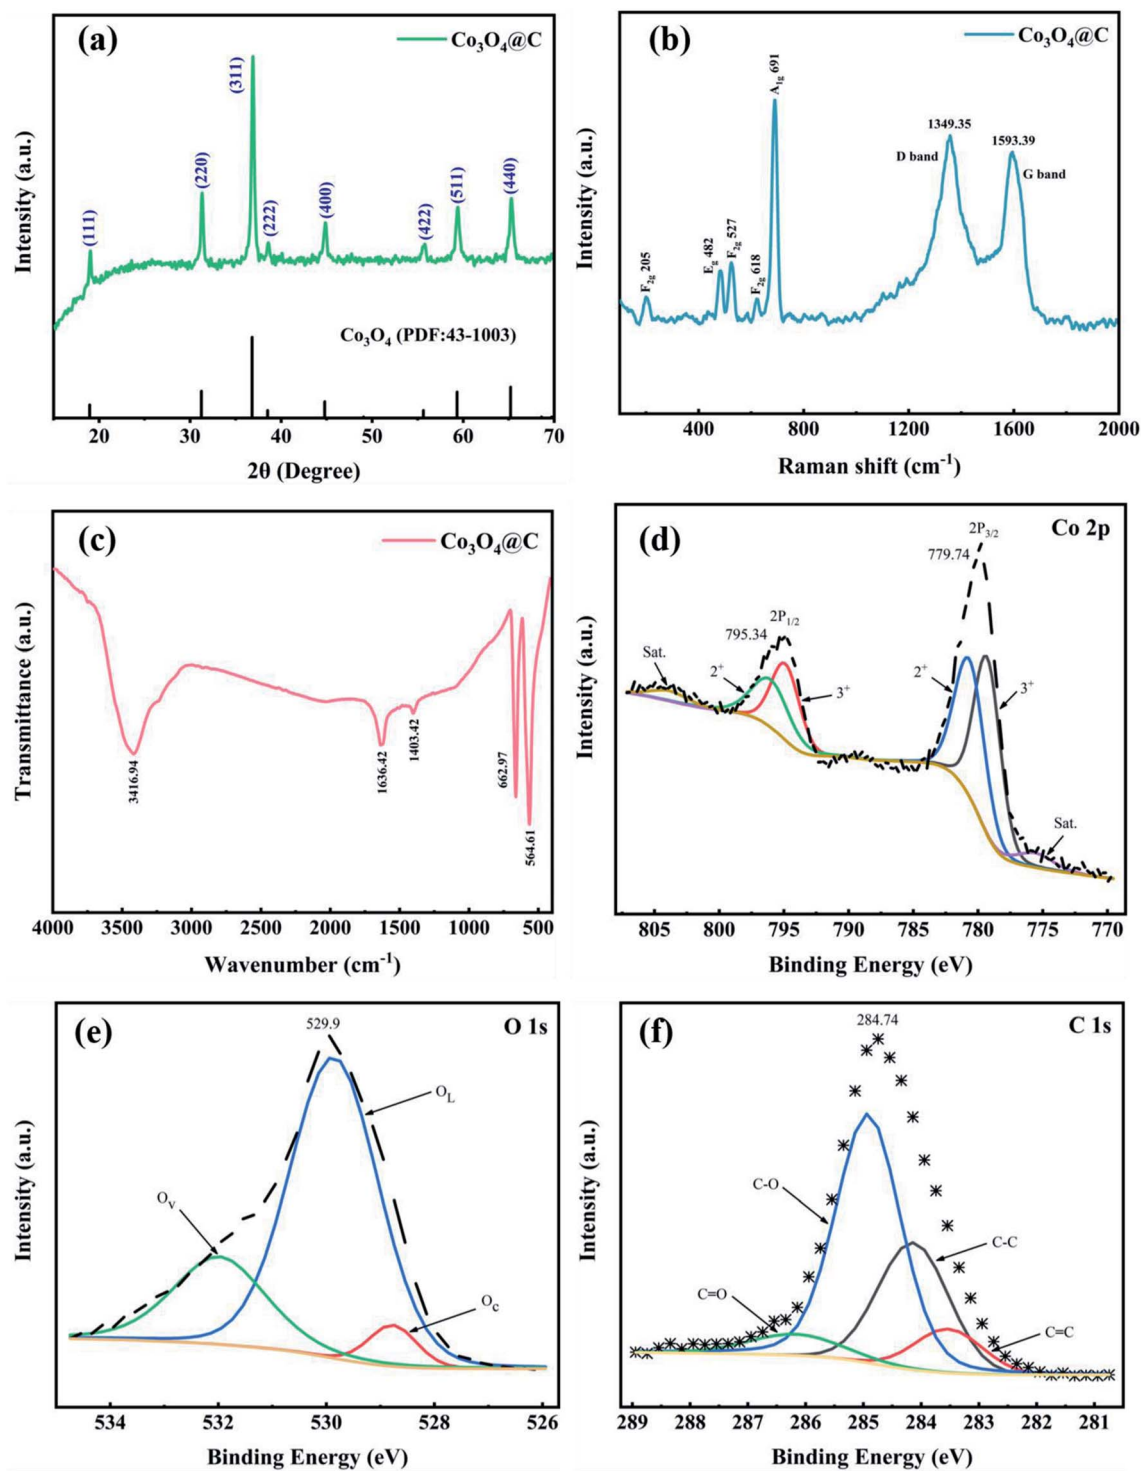 (a)
Co₃O₄@C
(111)
(220)
(311)
(222)
(400)
(422)
(511)
(440)
Co₃O₄ (PDF:43-1003)
Intensity (a.u.)
20 30 40 50 60 70
2θ (Degree)
(b)
Co₃O₄@C
F₂g 205
Eg 482
F₂g 527
F₂g 618
A₁g 691
1349.35
D band
1593.39
G band
Intensity (a.u.)
400 800 1200 1600 2000
Raman shift (cm⁻¹)
(c)
Co₃O₄@C
3416.94
1636.42
1403.42
662.97
564.61
Transmittance (a.u.)
4000 3500 3000 2500 2000 1500 1000 500
Wavenumber (cm⁻¹)
(d)
Co 2p
2P₃/₂
779.74
2P₁/₂
795.34
Sat.
2⁺
3⁺
2⁺
3⁺
Sat.
Intensity (a.u.)
805 800 795 790 785 780 775 770
Binding Energy (eV)
(e)
O 1s
529.9
O_L
O_V
O_c
Intensity (a.u.)
534 532 530 528 526
Binding Energy (eV)
(f)
C 1s
284.74
C-O
C-C
C=O
C=C
Intensity (a.u.)
289 288 287 286 285 284 283 282 281
Binding Energy (eV)